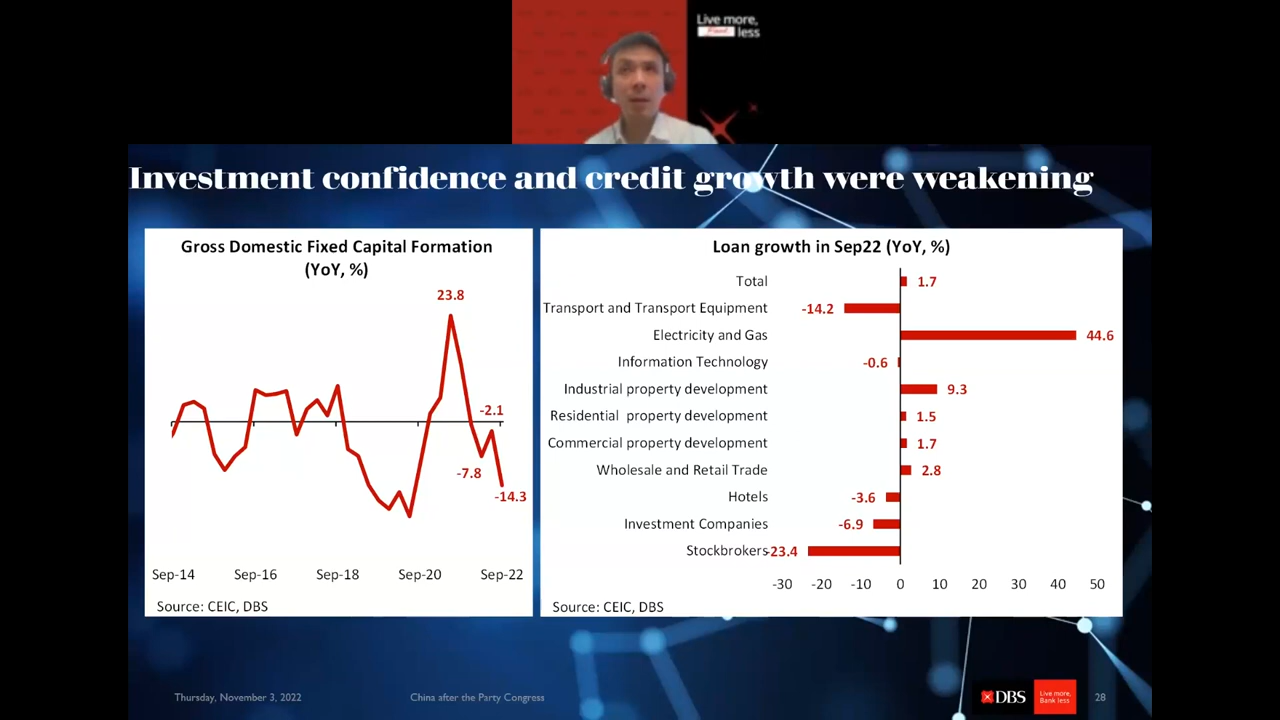 Live more,
less
Investment confidence and credit growth were weakening
Gross Domestic Fixed Capital Formation
(YoY, %)
23.8
-2.1
-7.8
-14.3
Sep-14 Sep-16 Sep-18 Sep-20 Sep-22
Source: CEIC, DBS
Loan growth in Sep22 (YoY, %)
Total 1.7
Transport and Transport Equipment -14.2
Electricity and Gas 44.6
Information Technology -0.6
Industrial property development 9.3
Residential property development 1.5
Commercial property development 1.7
Wholesale and Retail Trade 2.8
Hotels -3.6
Investment Companies -6.9
Stockbrokers -23.4
-30 -20 -10 0 10 20 30 40 50
Source: CEIC, DBS
Thursday, November 3, 2022 China after the Party Congress DBS Live more, 28
Bank less